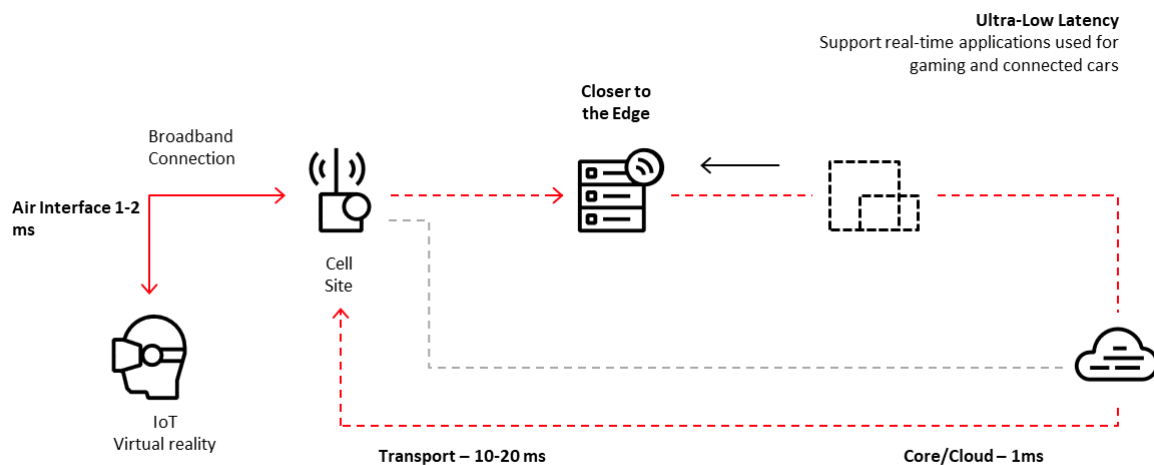 Ultra-Low Latency
Support real-time applications used for
gaming and connected cars
Closer to
the Edge
Broadband
Connection
Air Interface 1-2
ms
Cell
Site
IoT
Virtual reality
Transport – 10-20 ms
Core/Cloud – 1ms